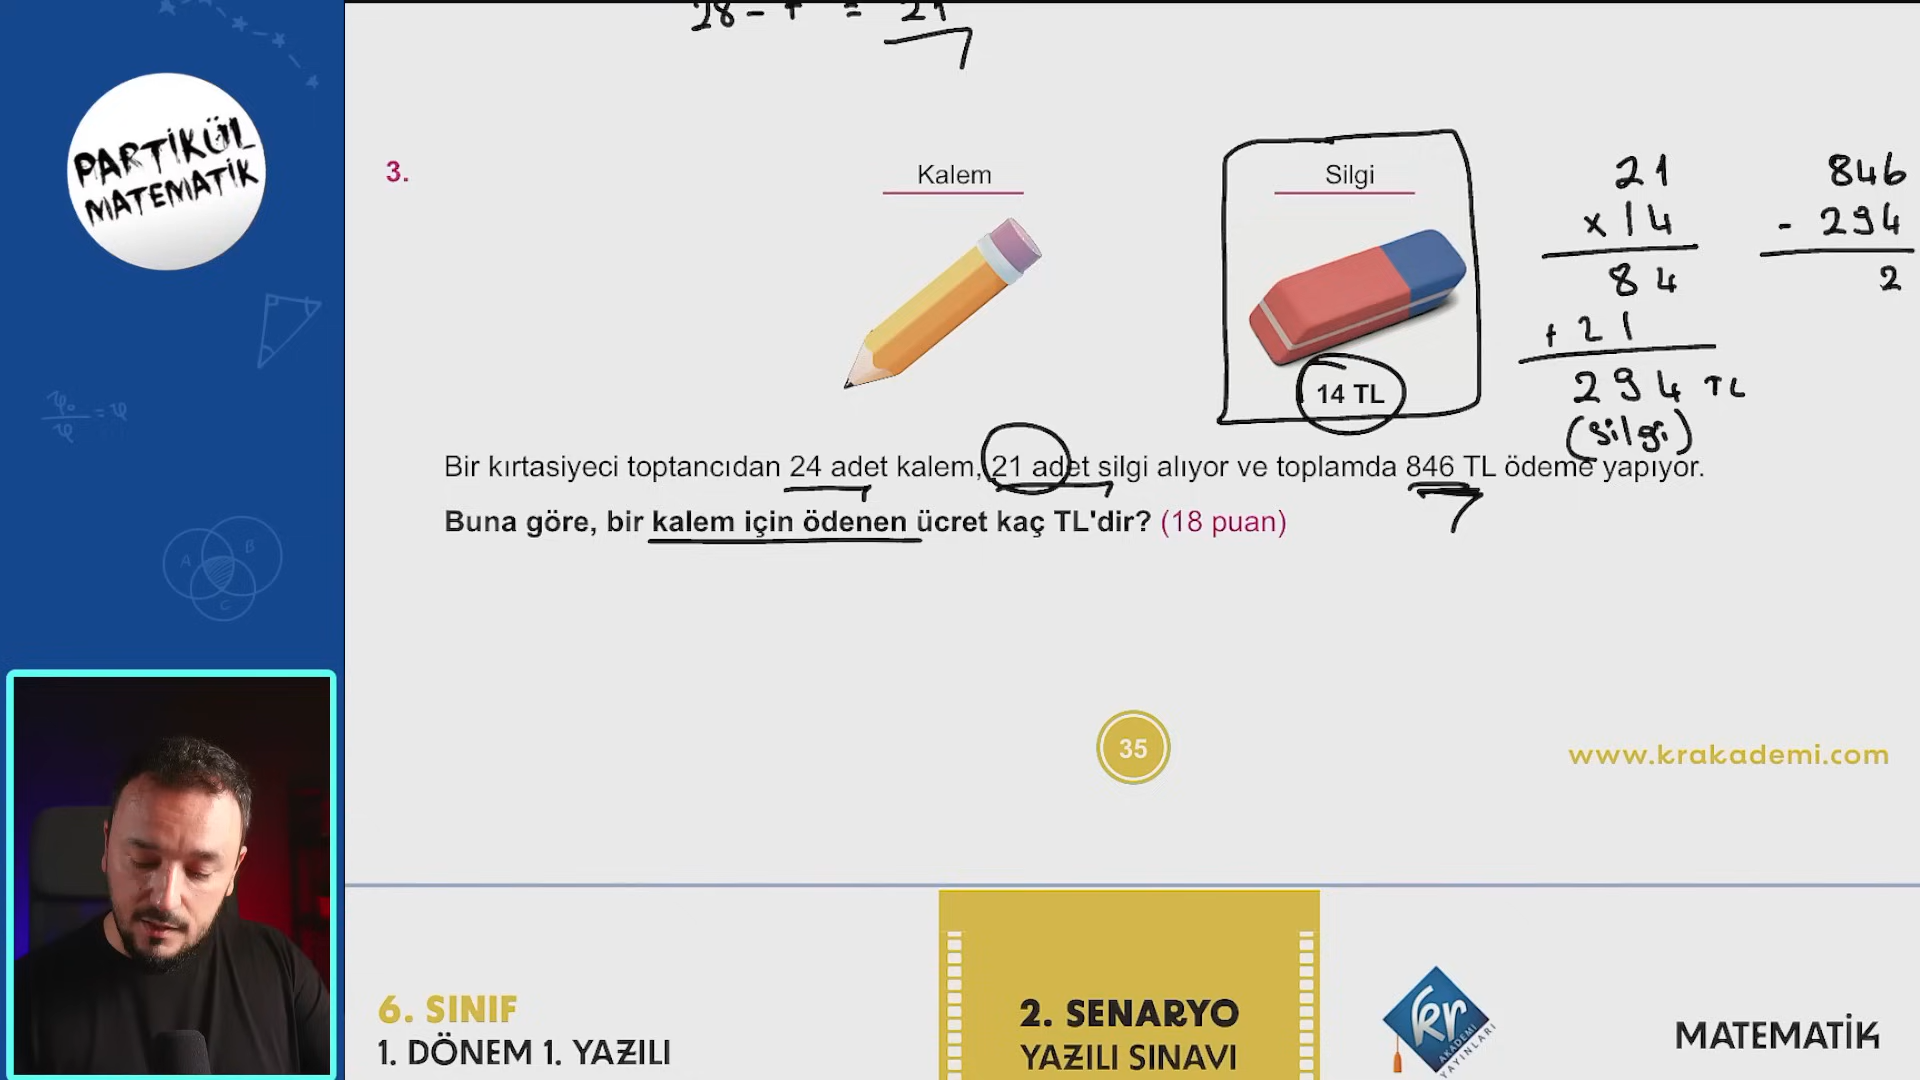 28 - 7 = 21
PARTİKÜL
MATEMATİK
3.
Kalem
Silgi
14 TL
21
x 14
84
+ 21
294 TL
(silgi)
846
- 294
2
Bir kırtasiyeci toptancıdan 24 adet kalem, 21 adet silgi alıyor ve toplamda 846 TL ödeme yapıyor.
Buna göre, bir kalem için ödenen ücret kaç TL'dir? (18 puan)
A
B
C
35
www.krakademi.com
6. SINIF
1. DÖNEM 1. YAZILI
2. SENARYO
YAZILI SINAVI
kr
AKADEMİ
YAYINLARI
MATEMATİK